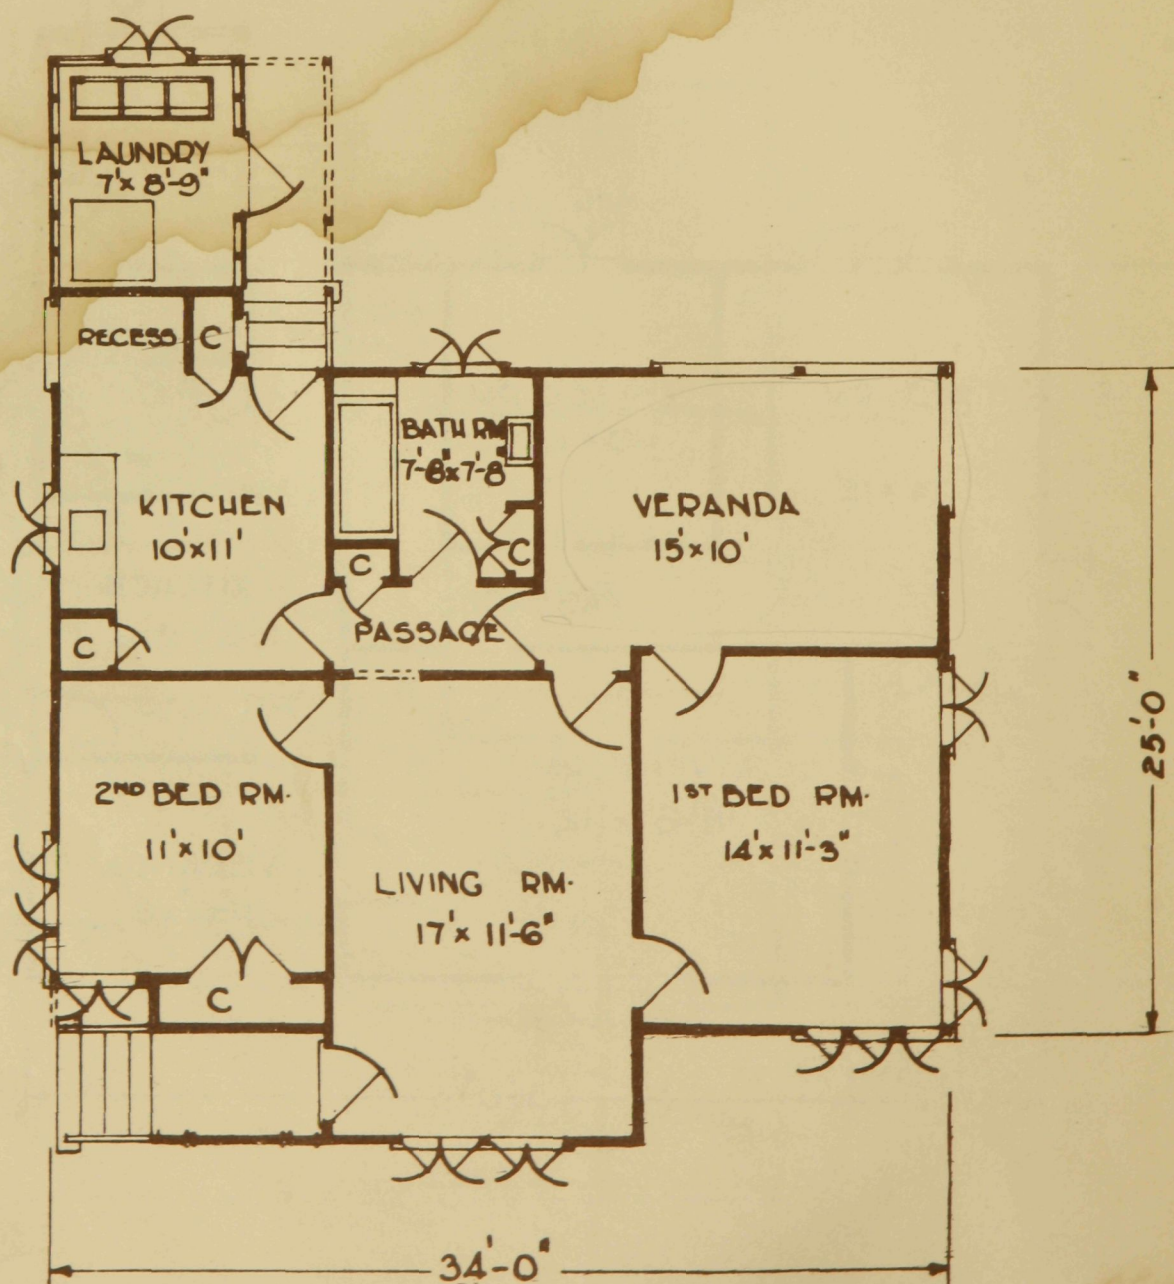 LAUNDRY
7'x 8'-9"
RECESS
C
BATH RM
7'-8"x7'-8"
KITCHEN
10'x11'
VERANDA
15'x10'
C
C
PASSAGE
C
25'-0"
2ND BED RM.
11'x10'
1ST BED RM.
14'x 11'-3"
LIVING RM.
17'x 11'-6"
C
34'-0"